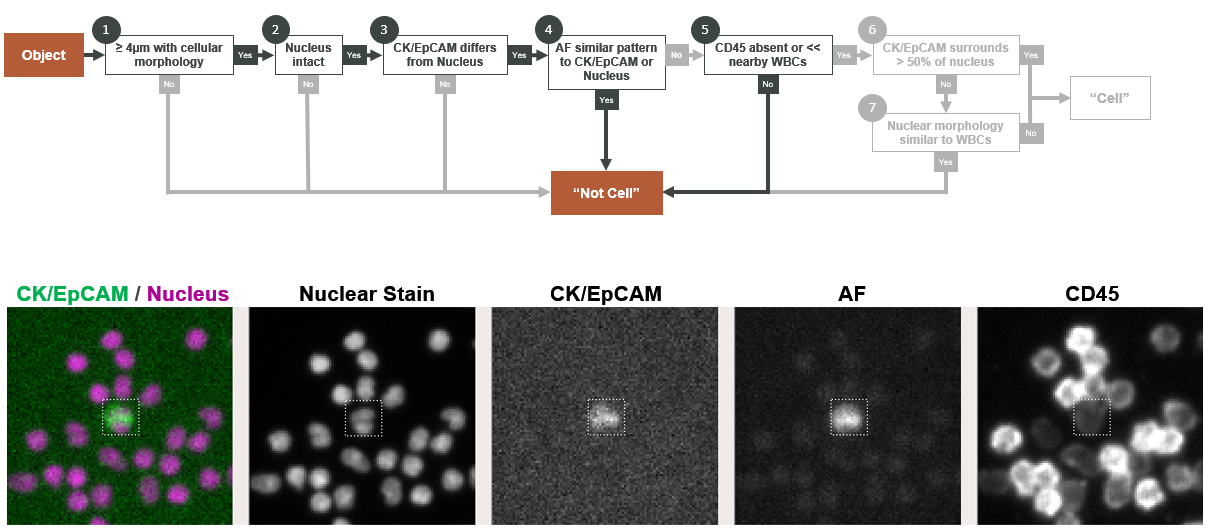 1
2
3
4
5
6
Object
≥ 4μm with cellular
morphology
Yes
Nucleus
intact
Yes
CK/EpCAM differs
from Nucleus
Yes
AF similar pattern
to CK/EpCAM or
Nucleus
No
CD45 absent or <<
nearby WBCs
Yes
CK/EpCAM surrounds
> 50% of nucleus
Yes
No
No
No
Yes
No
No
“Cell”
7
Nuclear morphology
similar to WBCs
No
Yes
“Not Cell”
CK/EpCAM / Nucleus
Nuclear Stain
CK/EpCAM
AF
CD45